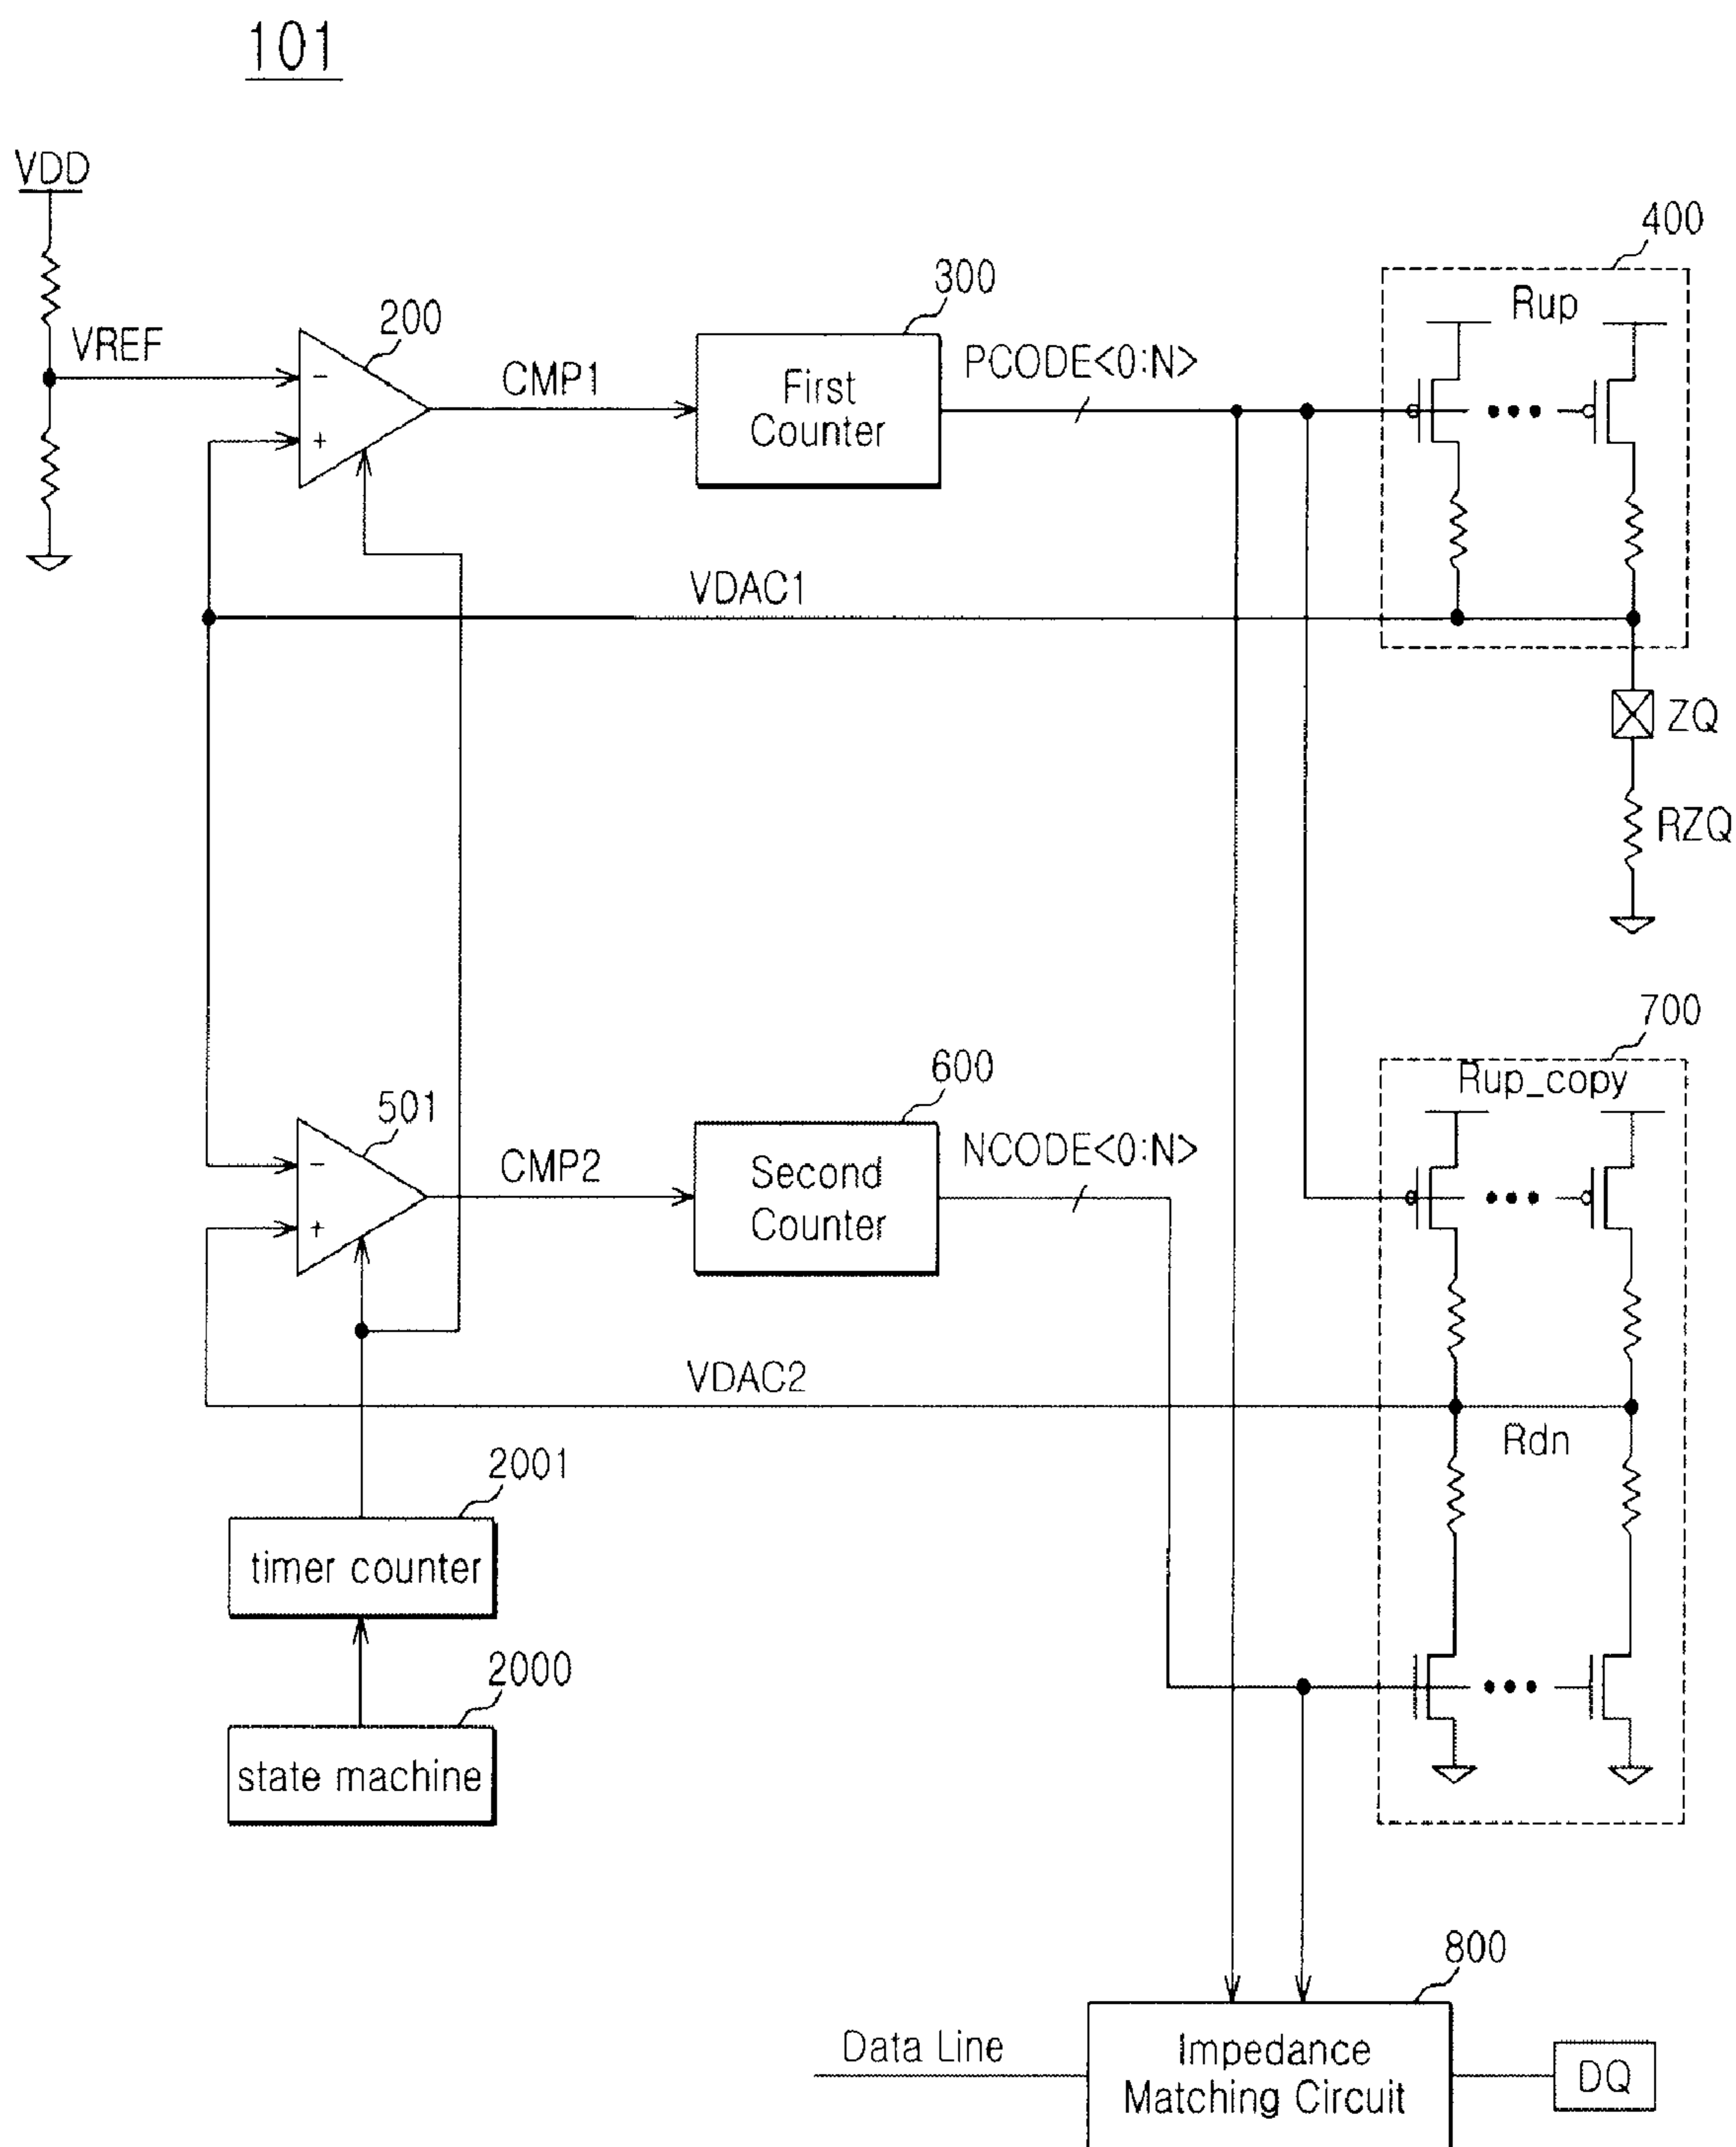 101
VDD
VREF
200
CMP1
300
First
Counter
PCODE<0:N>
400
Rup
−
+
VDAC1
ZQ
RZQ
700
Rup_copy
501
CMP2
600
Second
Counter
NCODE<0:N>
−
+
VDAC2
Rdn
2001
timer counter
2000
state machine
800
Data Line
Impedance
Matching Circuit
DQ